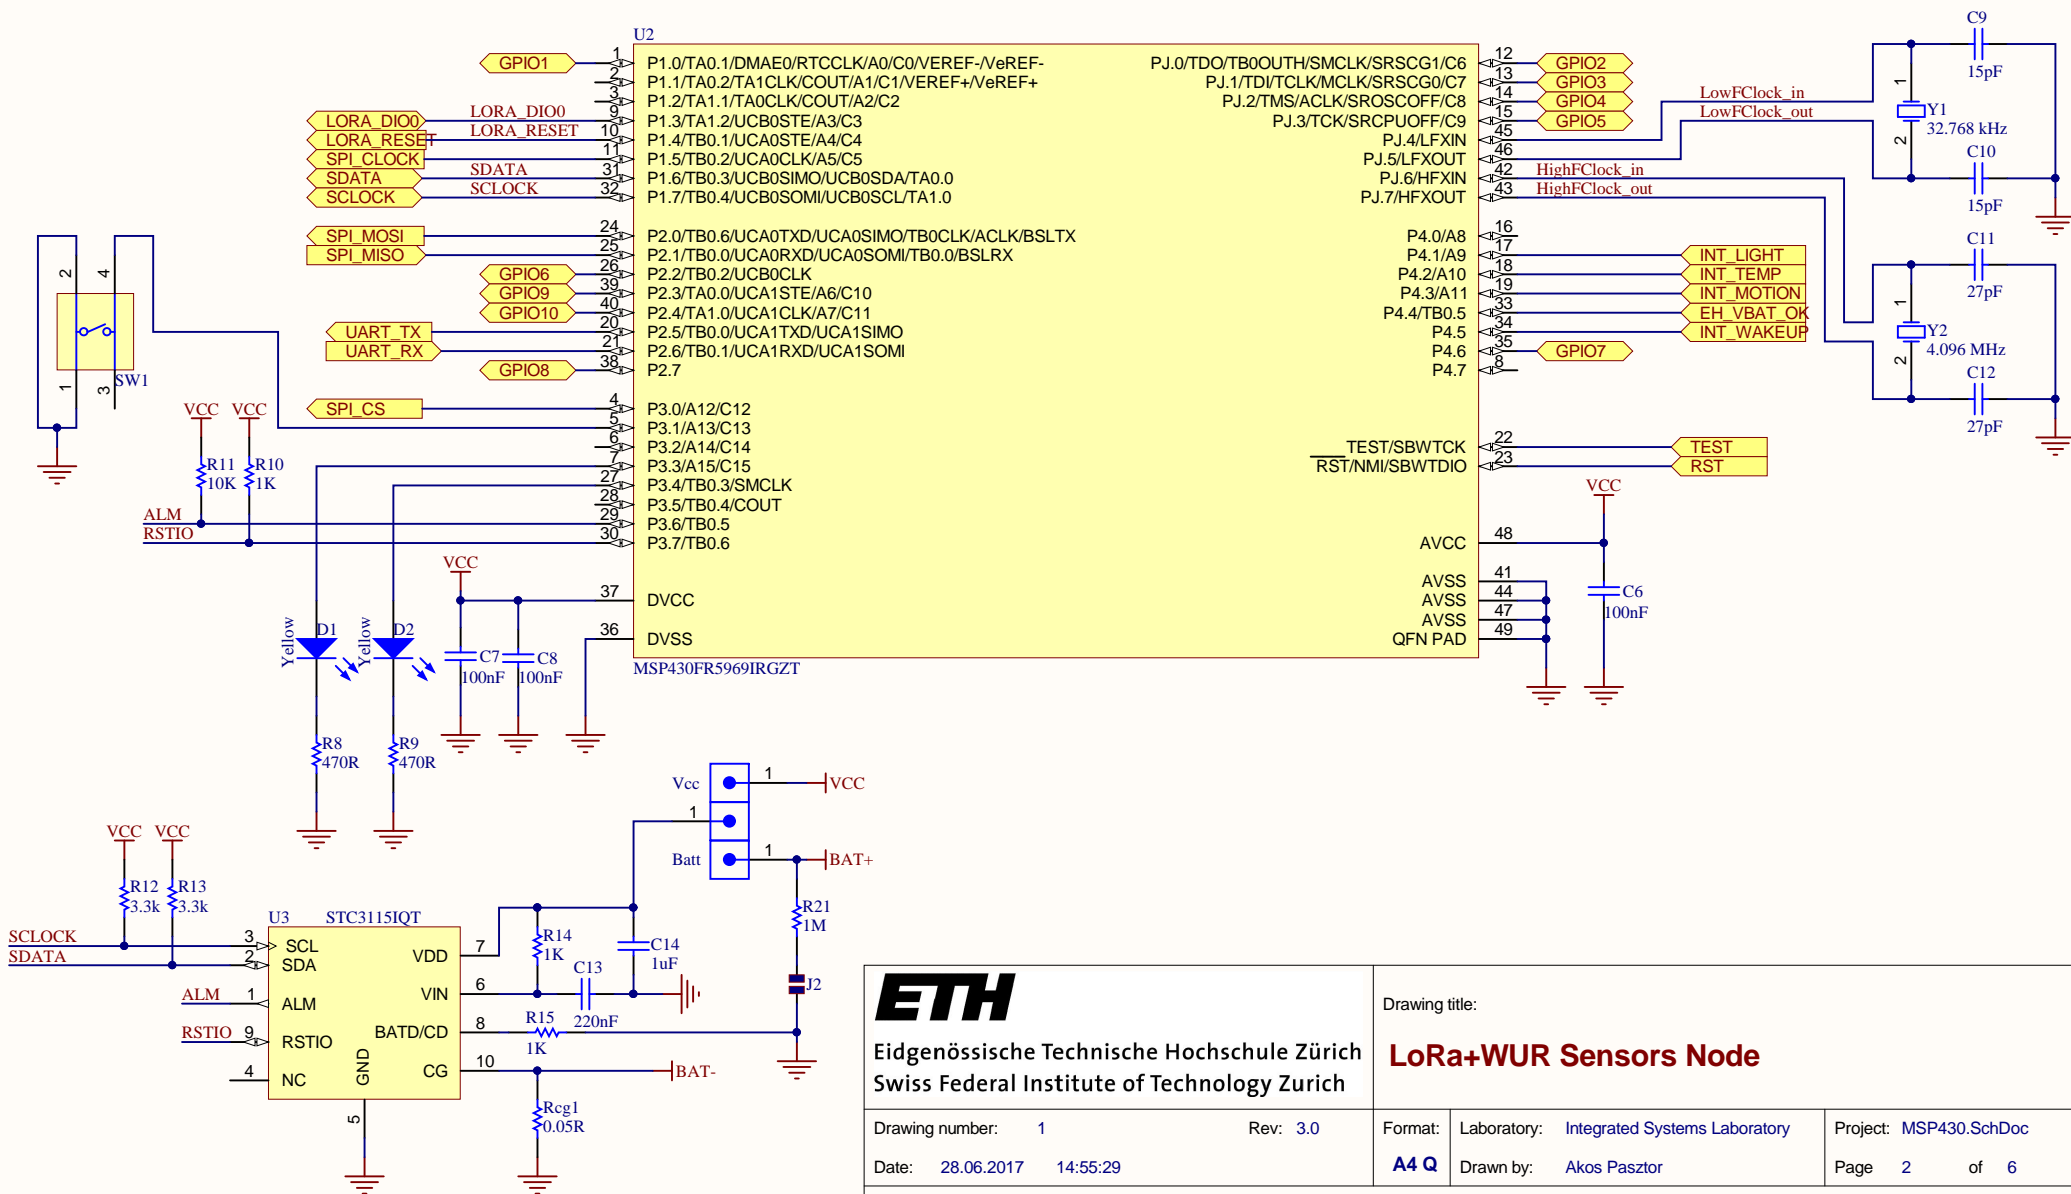 U2
GPIO1 1 P1.0/TA0.1/DMAE0/RTCCLK/A0/C0/VEREF-/VeREF-
2 P1.1/TA0.2/TA1CLK/COUT/A1/C1/VEREF+/VeREF+
3 P1.2/TA1.1/TA0CLK/COUT/A2/C2
LORA_DIO0 LORA_DIO0 9 P1.3/TA1.2/UCB0STE/A3/C3
LORA_RESET LORA_RESET 10 P1.4/TB0.1/UCA0STE/A4/C4
SPI_CLOCK 11 P1.5/TB0.2/UCA0CLK/A5/C5
SDATA SDATA 31 P1.6/TB0.3/UCB0SIMO/UCB0SDA/TA0.0
SCLOCK SCLOCK 32 P1.7/TB0.4/UCB0SOMI/UCB0SCL/TA1.0
SPI_MOSI 24 P2.0/TB0.6/UCA0TXD/UCA0SIMO/TB0CLK/ACLK/BSLTX
SPI_MISO 25 P2.1/TB0.0/UCA0RXD/UCA0SOMI/TB0.0/BSLRX
GPIO6 26 P2.2/TB0.2/UCB0CLK
GPIO9 39 P2.3/TA0.0/UCA1STE/A6/C10
GPIO10 40 P2.4/TA1.0/UCA1CLK/A7/C11
UART_TX 20 P2.5/TB0.0/UCA1TXD/UCA1SIMO
UART_RX 21 P2.6/TB0.1/UCA1RXD/UCA1SOMI
GPIO8 38 P2.7
SPI_CS 4 P3.0/A12/C12
5 P3.1/A13/C13
6 P3.2/A14/C14
7 P3.3/A15/C15
27 P3.4/TB0.3/SMCLK
28 P3.5/TB0.4/COUT
ALM 29 P3.6/TB0.5
RSTIO 30 P3.7/TB0.6
37 DVCC
36 DVSS
MSP430FR5969IRGZT
PJ.0/TDO/TB0OUTH/SMCLK/SRSCG1/C6 12 GPIO2
PJ.1/TDI/TCLK/MCLK/SRSCG0/C7 13 GPIO3
PJ.2/TMS/ACLK/SROSCOFF/C8 14 GPIO4
PJ.3/TCK/SRCPUOFF/C9 15 GPIO5
PJ.4/LFXIN 45 LowFClock_in
PJ.5/LFXOUT 46 LowFClock_out
PJ.6/HFXIN 42 HighFClock_in
PJ.7/HFXOUT 43 HighFClock_out
P4.0/A8 16
P4.1/A9 17 INT_LIGHT
P4.2/A10 18 INT_TEMP
P4.3/A11 19 INT_MOTION
P4.4/TB0.5 33 EH_VBAT_OK
P4.5 34 INT_WAKEUP
P4.6 35 GPIO7
P4.7 8
TEST/SBWTCK 22 TEST
RST/NMI/SBWTDIO 23 RST
AVCC 48
AVSS 41
AVSS 44
AVSS 47
QFN PAD 49
VCC
C6
100nF
C9
15pF
1
Y1
32.768 kHz
2
C10
15pF
C11
27pF
1
Y2
4.096 MHz
2
C12
27pF
2 4
1 3
SW1
VCC VCC
R11 R10
10K 1K
VCC
Yellow D1 Yellow D2
C7 C8
100nF 100nF
R8 R9
470R 470R
VCC VCC
R12 R13
3.3k 3.3k
U3 STC3115IQT
SCLOCK 3 SCL
SDATA 2 SDA
ALM 1 ALM
RSTIO 9 RSTIO
4 NC
GND 5
VDD 7
VIN 6
BATD/CD 8
CG 10
R14
1K
C14
1uF
C13
220nF
R15
1K
BAT-
Rcg1
0.05R
Vcc 1 VCC
1
Batt 1 BAT+
R21
1M
J2
ETH
Eidgenössische Technische Hochschule Zürich
Swiss Federal Institute of Technology Zurich
Drawing title:
LoRa+WUR Sensors Node
Drawing number: 1 Rev: 3.0
Date: 28.06.2017 14:55:29
Format: A4 Q
Laboratory: Integrated Systems Laboratory
Drawn by: Akos Pasztor
Project: MSP430.SchDoc
Page 2 of 6